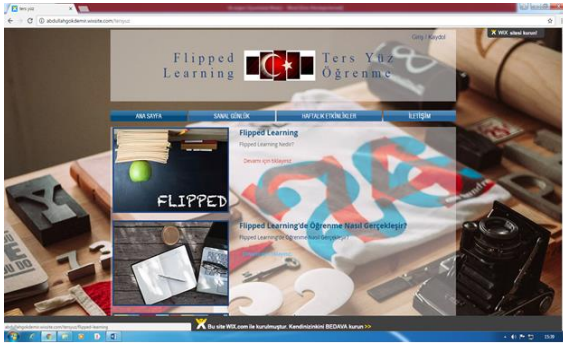 ters yüz
abdullahgokdemir.wixsite.com/tersyuz
Giriş / Kaydol
WIX sitesi kurun!
Flipped
Learning
Ters Yüz
Öğrenme
ANA SAYFA
SANAL GÜNLÜK
HAFTALIK ETKİNLİKLER
İLETİŞİM
Flipped Learning
Flipped Learning Nedir?
Devamı için tıklayınız
FLIPPED
Flipped Learning'de Öğrenme Nasıl Gerçekleşir?
Flipped Learning'de Öğrenme Nasıl Gerçekleşir?
abdullahgokdemir.wixsite.com/tersyuz/flipped-learning
Bu site WIX.com ile kurulmuştur. Kendinizinkini BEDAVA kurun >>
15:39